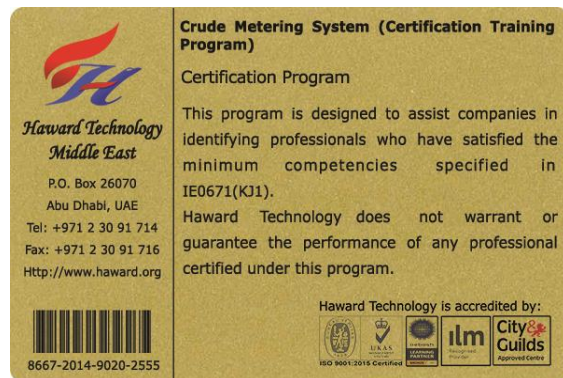 Haward Technology
Middle East
P.O. Box 26070
Abu Dhabi, UAE
Tel: +971 2 30 91 714
Fax: +971 2 30 91 716
Http://www.haward.org
8667-2014-9020-2555
Crude Metering System (Certification Training
Program)
Certification Program
This program is designed to assist companies in
identifying professionals who have satisfied the
minimum competencies specified in
IE0671(KJ1).
Haward Technology does not warrant or
guarantee the performance of any professional
certified under this program.
Haward Technology is accredited by:
UKAS
ISO 9001:2015 Certified
LEARNING
PARTNER
ilm
Recognised
Provider
City&
Guilds
Approved Centre